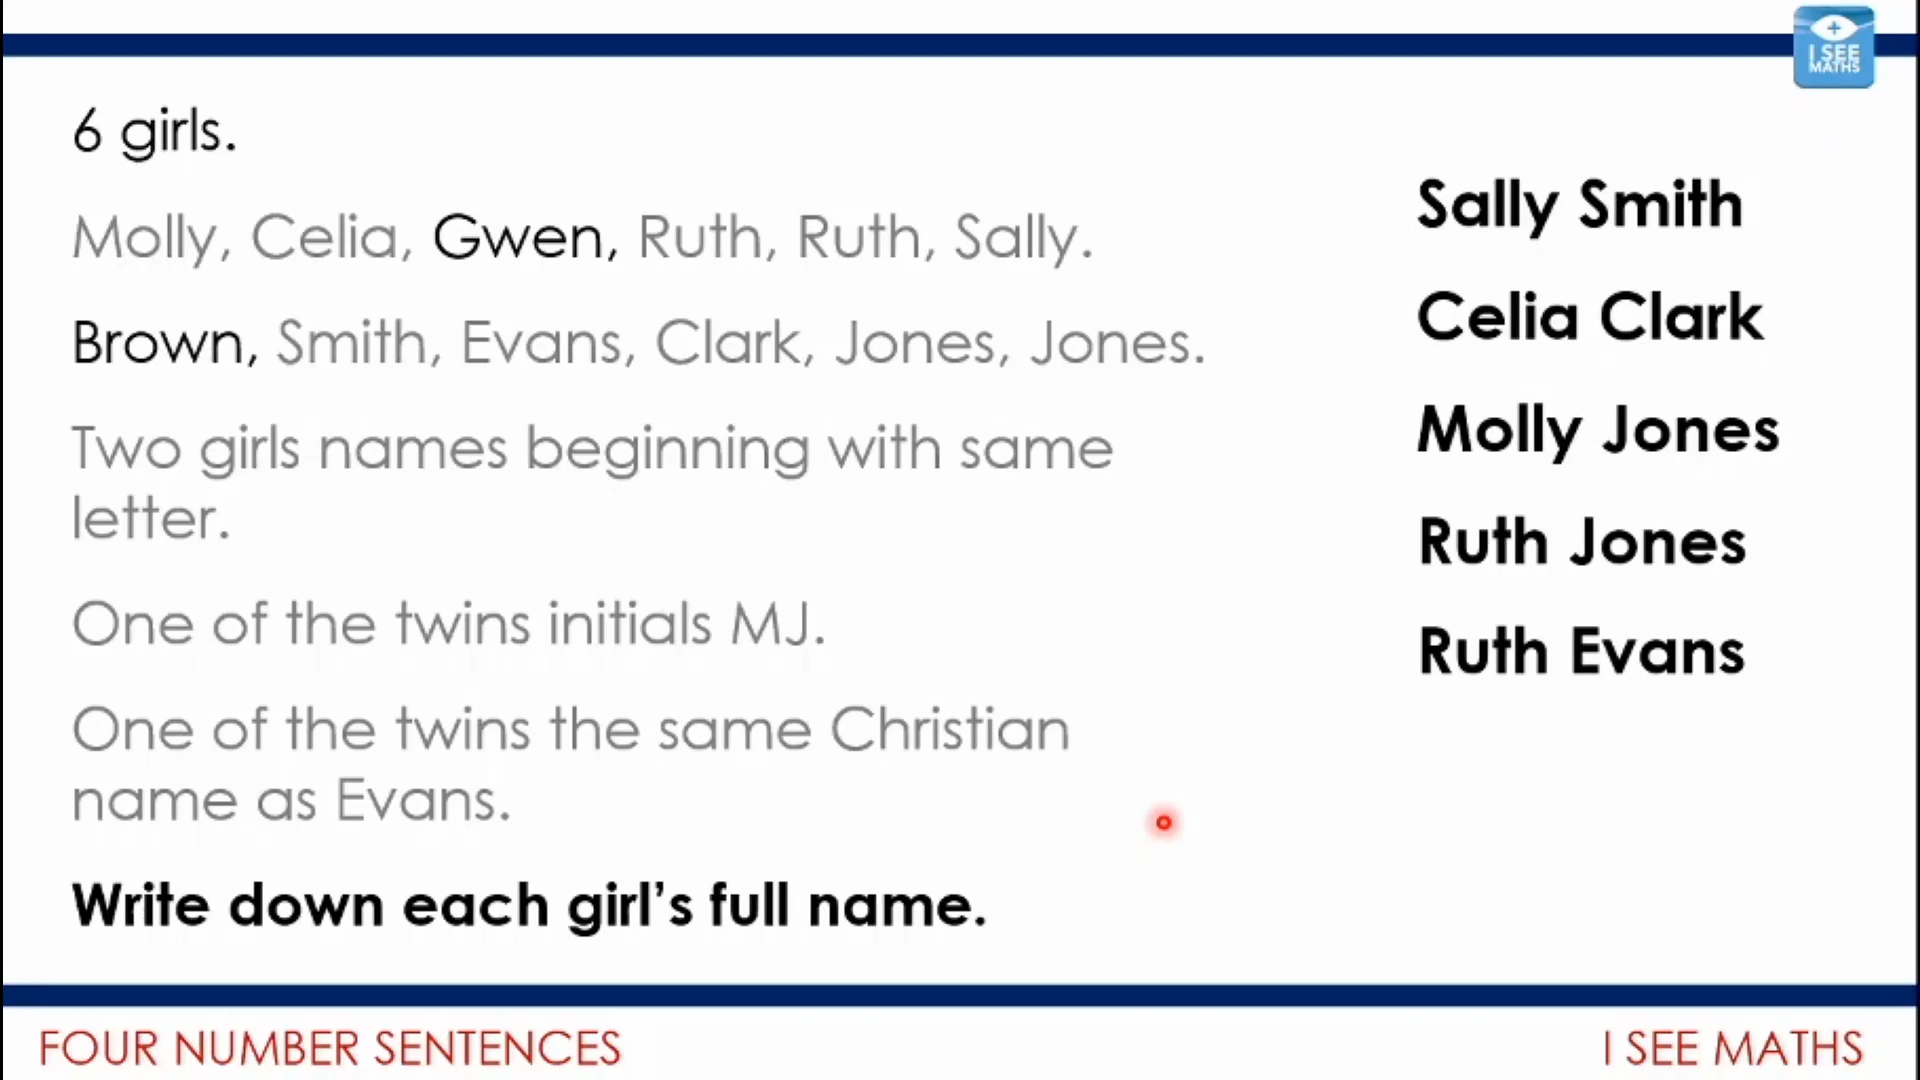 I SEE
MATHS
6 girls.
Molly, Celia, Gwen, Ruth, Ruth, Sally.
Brown, Smith, Evans, Clark, Jones, Jones.
Two girls names beginning with same
letter.
One of the twins initials MJ.
One of the twins the same Christian
name as Evans.
Write down each girl’s full name.
Sally Smith
Celia Clark
Molly Jones
Ruth Jones
Ruth Evans
FOUR NUMBER SENTENCES
I SEE MATHS